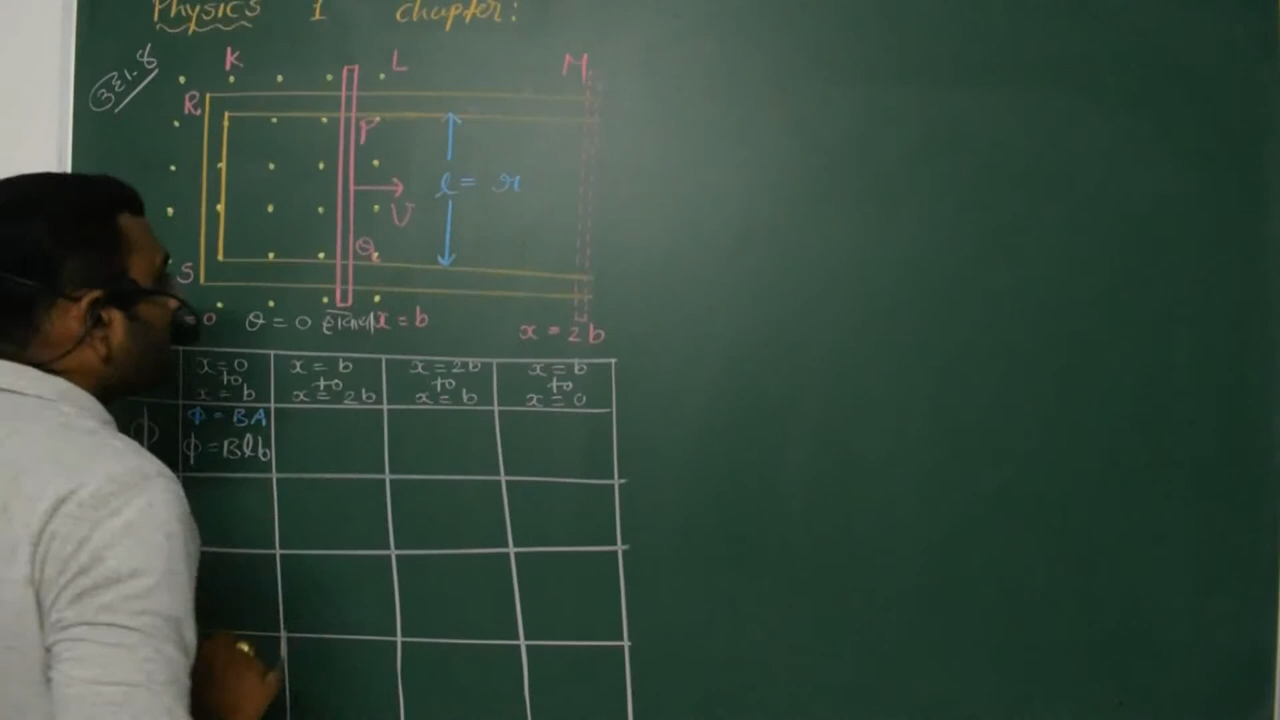 Physics 1 chapter:
K L M
R
P
l = r
U
Q
S
= 0 θ = 0 x = b
x = 2b
x = 0 to x = b
x = b to x = 2b
x = 2b to x = b
x = b to x = 0
ϕ
ϕ = BA
ϕ = Blb